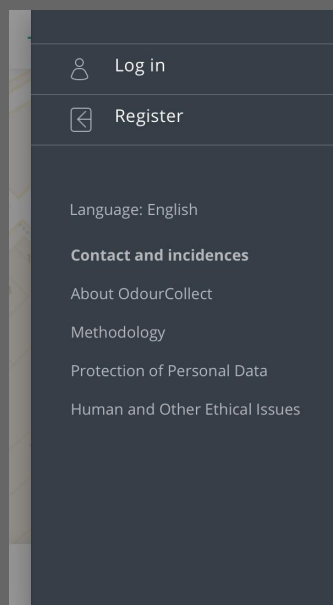 Log in
Register
Language: English
Contact and incidences
About OdourCollect
Methodology
Protection of Personal Data
Human and Other Ethical Issues